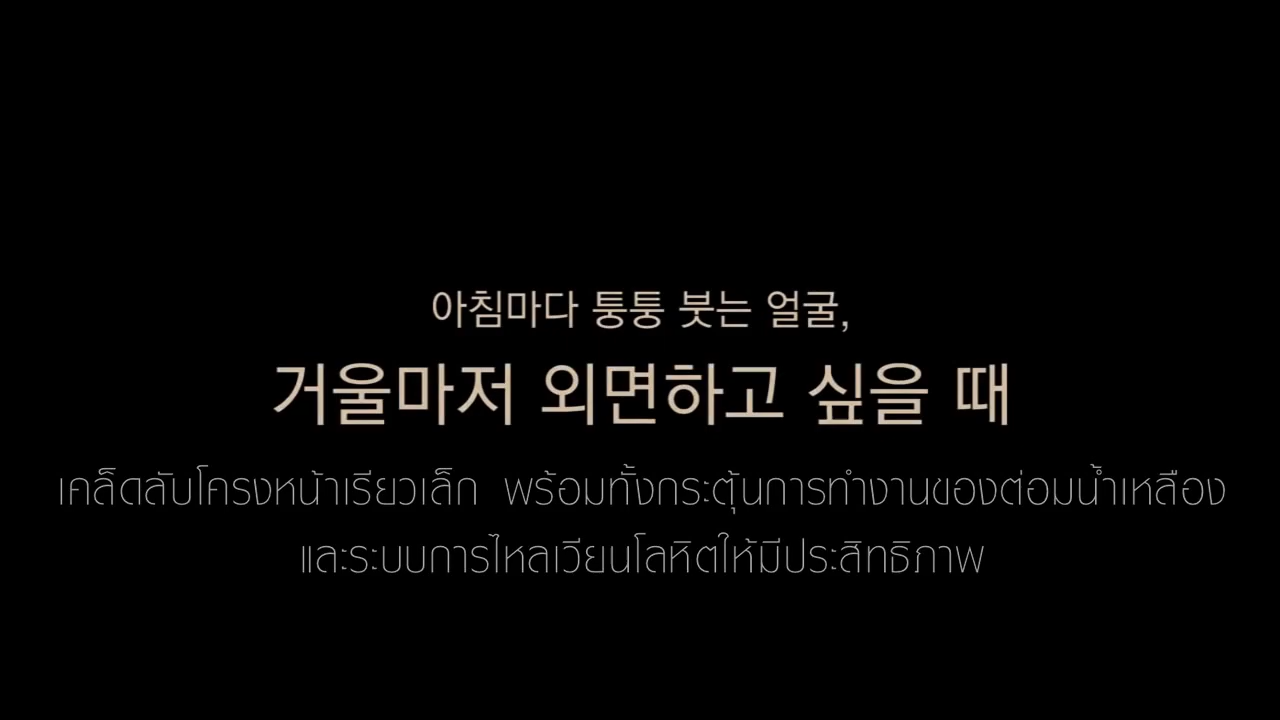 아침마다 퉁퉁 붓는 얼굴,
거울마저 외면하고 싶을 때
เคล็ดลับโครงหน้าเรียวเล็ก พร้อมทั้งกระตุ้นการทำงานของต่อมน้ำเหลือง
และระบบการไหลเวียนโลหิตให้มีประสิทธิภาพ